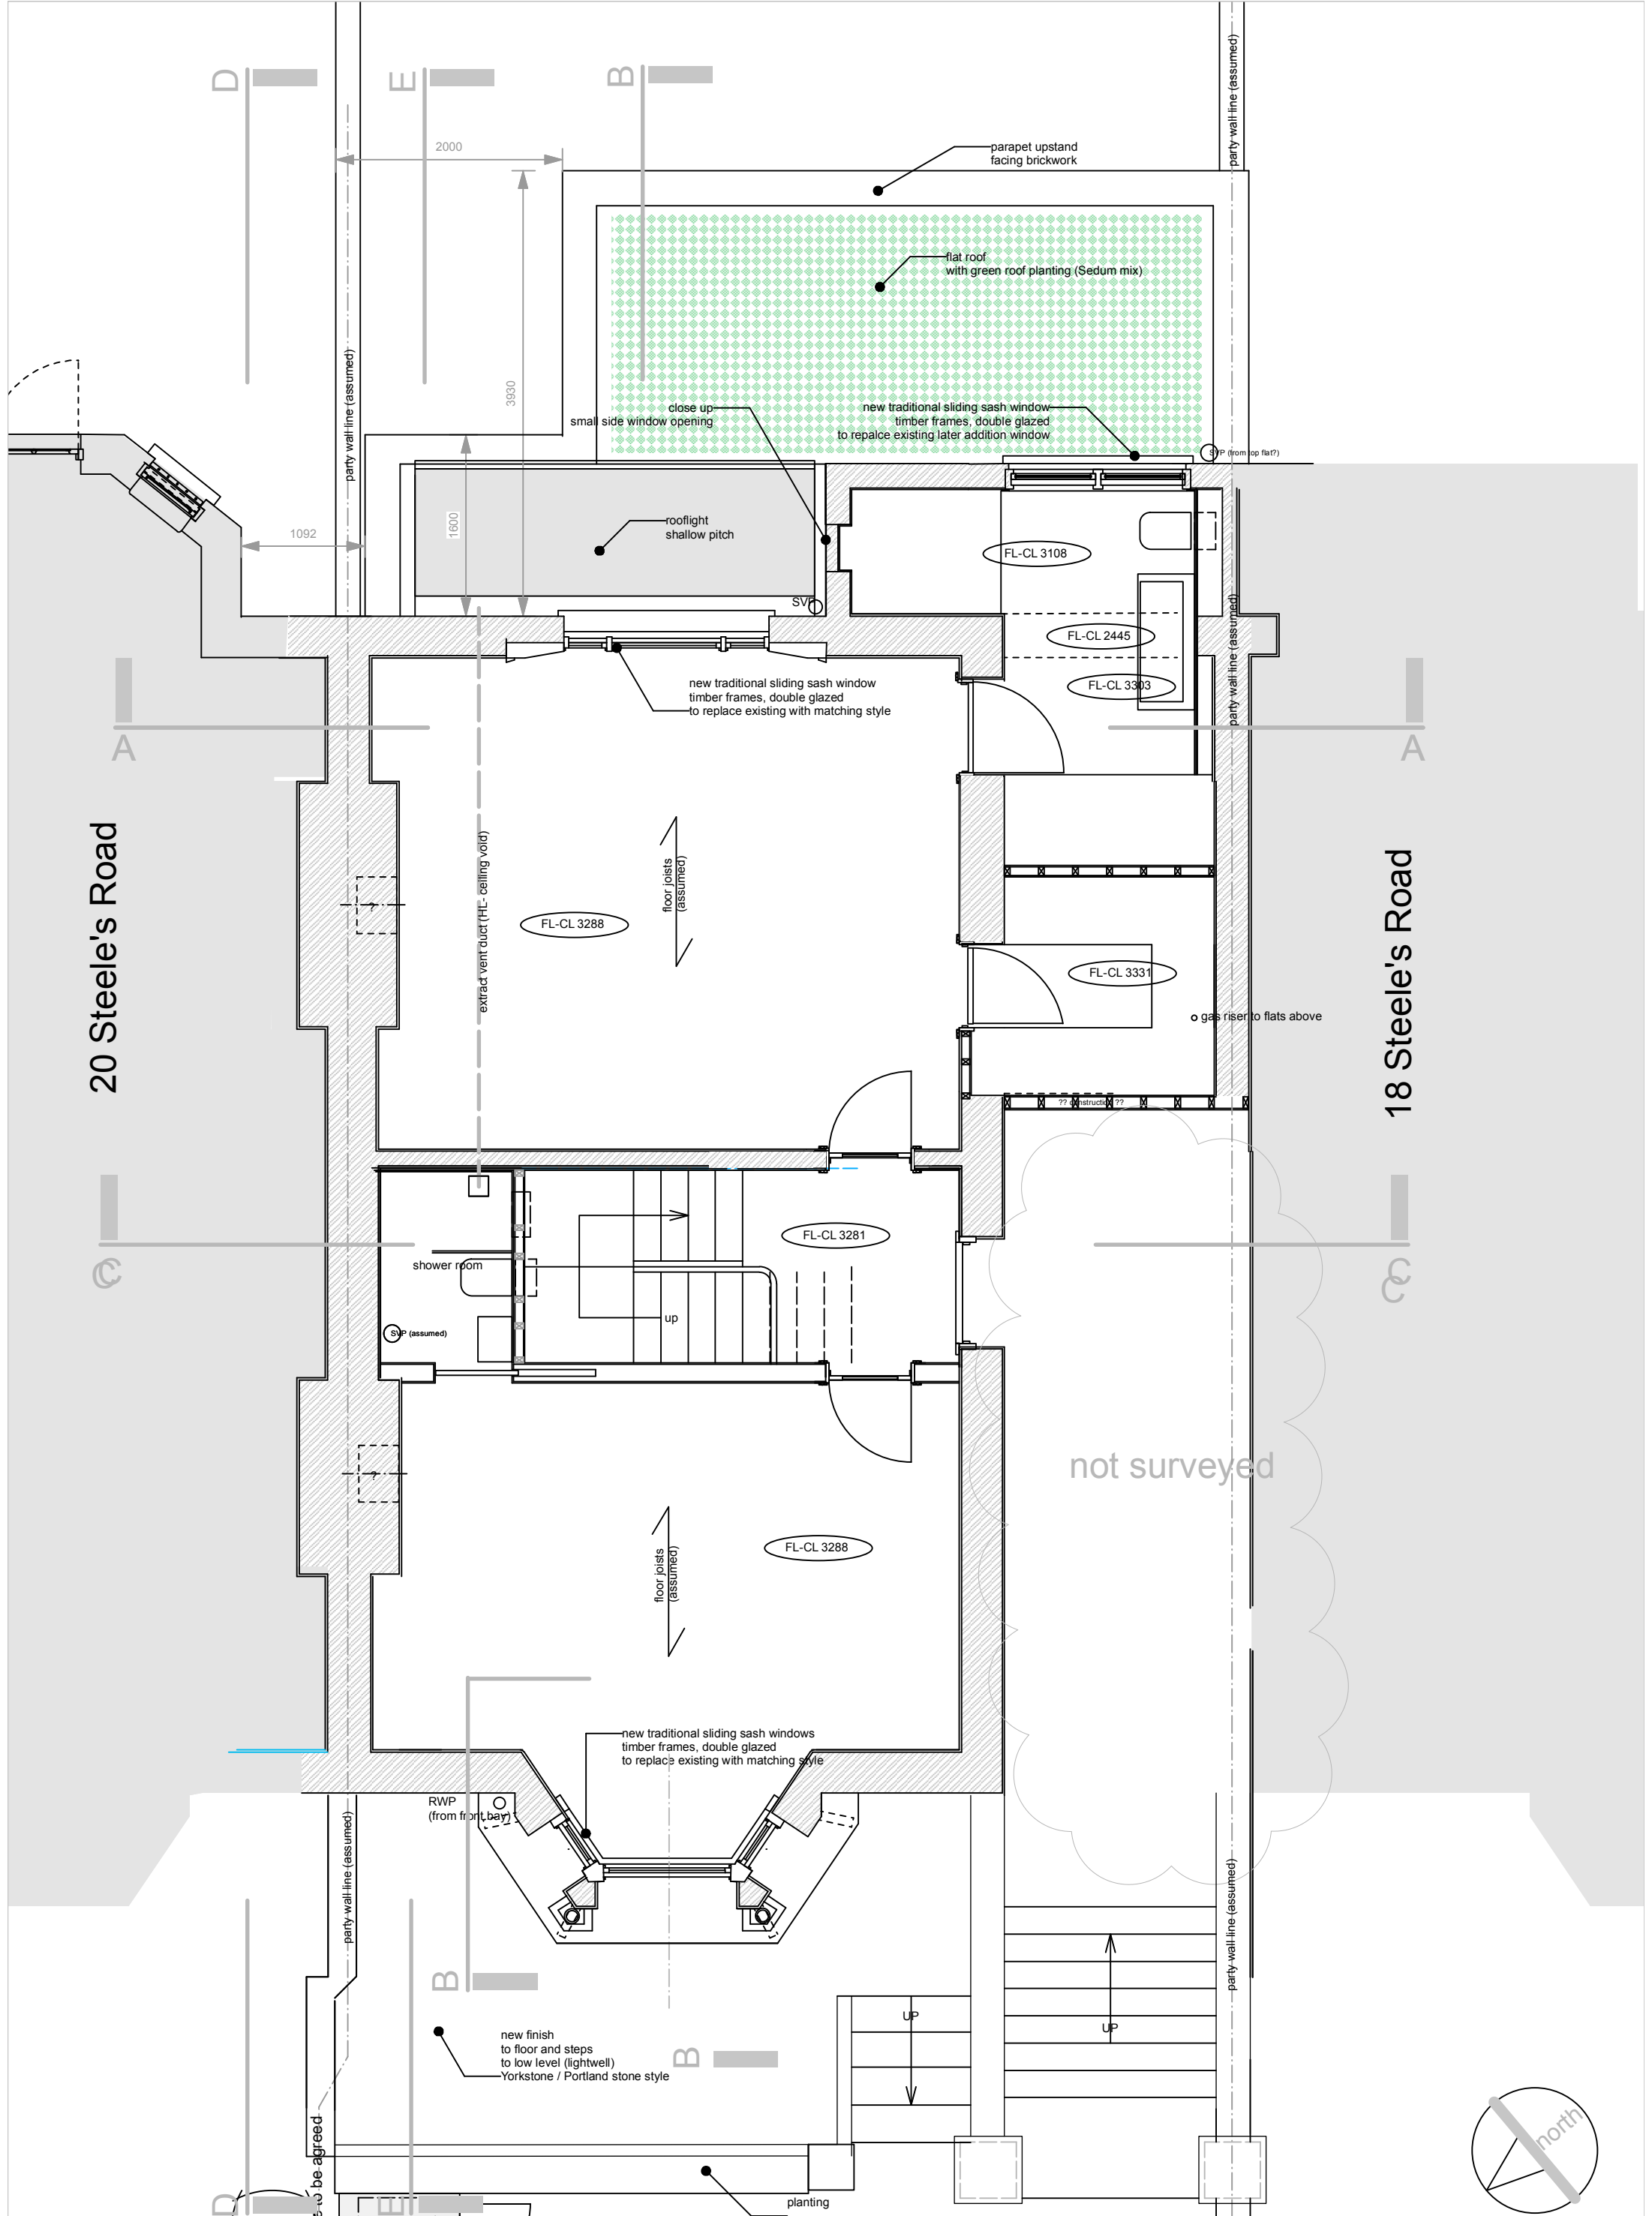 D
E
B
party wall line (assumed)
2000
parapet upstand
facing brickwork
flat roof
with green roof planting (Sedum mix)
party wall line (assumed)
3930
close up
small side window opening
new traditional sliding sash window
timber frames, double glazed
to repalce existing later addition window
SVP (from top flat?)
1092
1600
rooflight
shallow pitch
FL-CL 3108
SVP
FL-CL 2445
party wall line (assumed)
FL-CL 3303
new traditional sliding sash window
timber frames, double glazed
to replace existing with matching style
A
A
20 Steele's Road
extract vent duct (HL- ceiling void)
floor joists
(assumed)
18 Steele's Road
?
FL-CL 3288
FL-CL 3331
gas riser to flats above
?? construction ??
FL-CL 3281
C
C
C
C
shower room
up
SVP (assumed)
not surveyed
?
floor joists
(assumed)
FL-CL 3288
new traditional sliding sash windows
timber frames, double glazed
to replace existing with matching style
RWP
(from front bay)
party wall line (assumed)
party wall line (assumed)
B
UP
UP
new finish
to floor and steps
to low level (lightwell)
Yorkstone / Portland stone style
B
north
to be agreed
D
E
planting